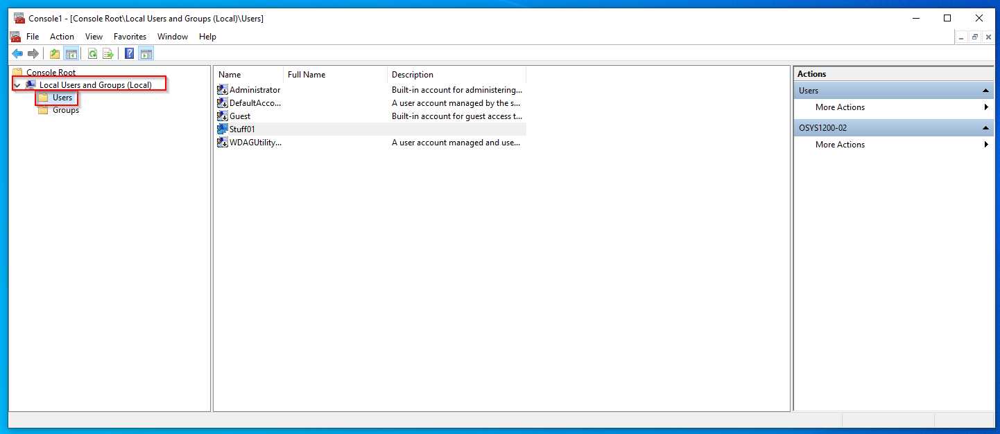 Console1 - [Console Root\Local Users and Groups (Local)\Users]
File Action View Favorites Window Help
Console Root
Local Users and Groups (Local)
Users
Groups
Name Full Name Description
Administrator Built-in account for administering...
DefaultAcco... A user account managed by the s...
Guest Built-in account for guest access t...
Stuff01
WDAGUtility... A user account managed and use...
Actions
Users
More Actions
OSYS1200-02
More Actions